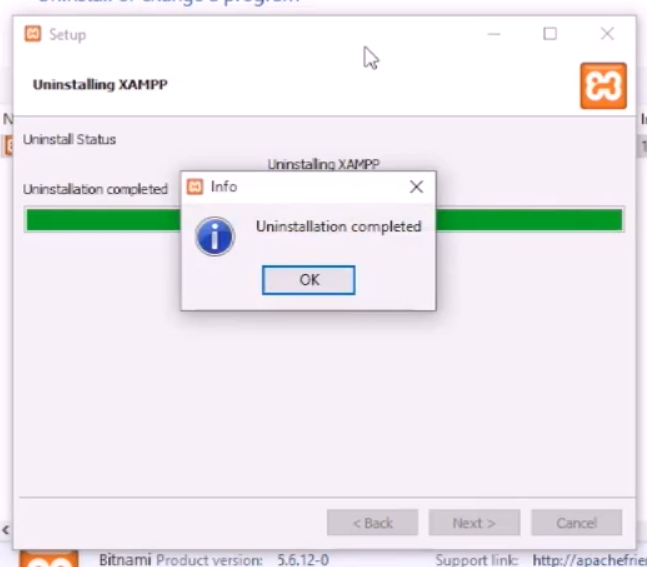 Uninstall or change a program
Setup
Uninstalling XAMPP
Uninstall Status
Uninstalling XAMPP
Uninstallation completed
Info
Uninstallation completed
OK
< Back Next > Cancel
Bitnami Product version: 5.6.12-0 Support link: http://apachefrie